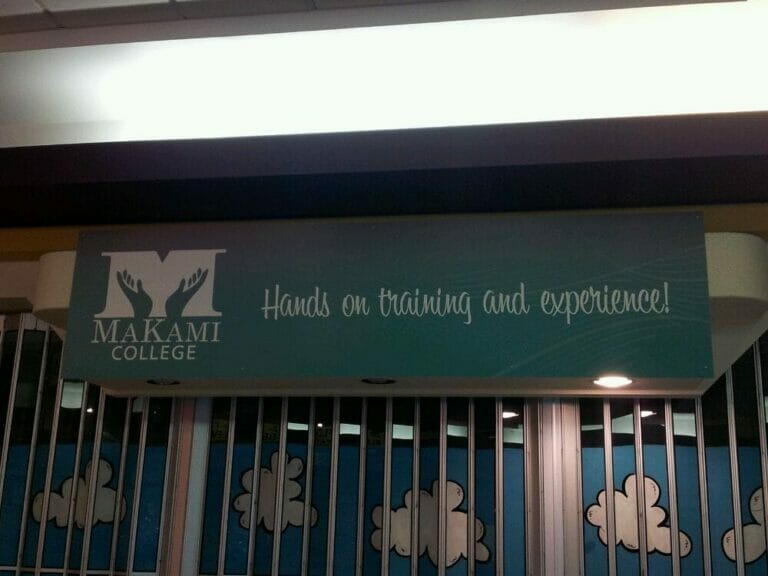 MAKAMI
COLLEGE
Hands on training and experience!